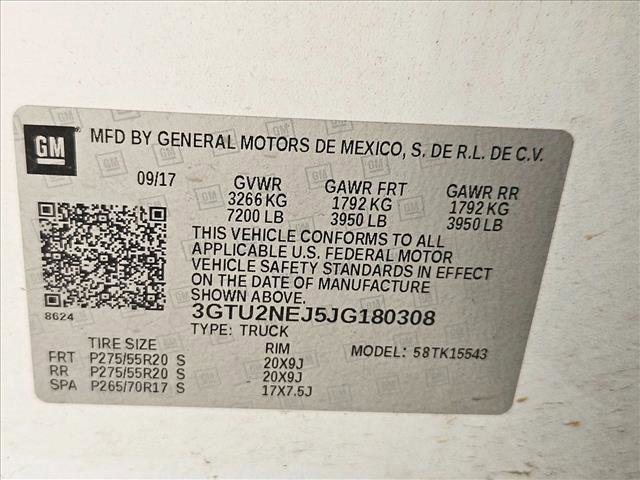 GM
MFD BY GENERAL MOTORS DE MEXICO, S. DE R.L. DE C.V.
09/17 GVWR GAWR FRT GAWR RR
3266 KG 1792 KG 1792 KG
7200 LB 3950 LB 3950 LB
THIS VEHICLE CONFORMS TO ALL
APPLICABLE U.S. FEDERAL MOTOR
VEHICLE SAFETY STANDARDS IN EFFECT
ON THE DATE OF MANUFACTURE
SHOWN ABOVE.
8624 3GTU2NEJ5JG180308
TYPE: TRUCK
TIRE SIZE RIM MODEL: 58TK15543
FRT P275/55R20 S 20X9J
RR P275/55R20 S 20X9J
SPA P265/70R17 S 17X7.5J